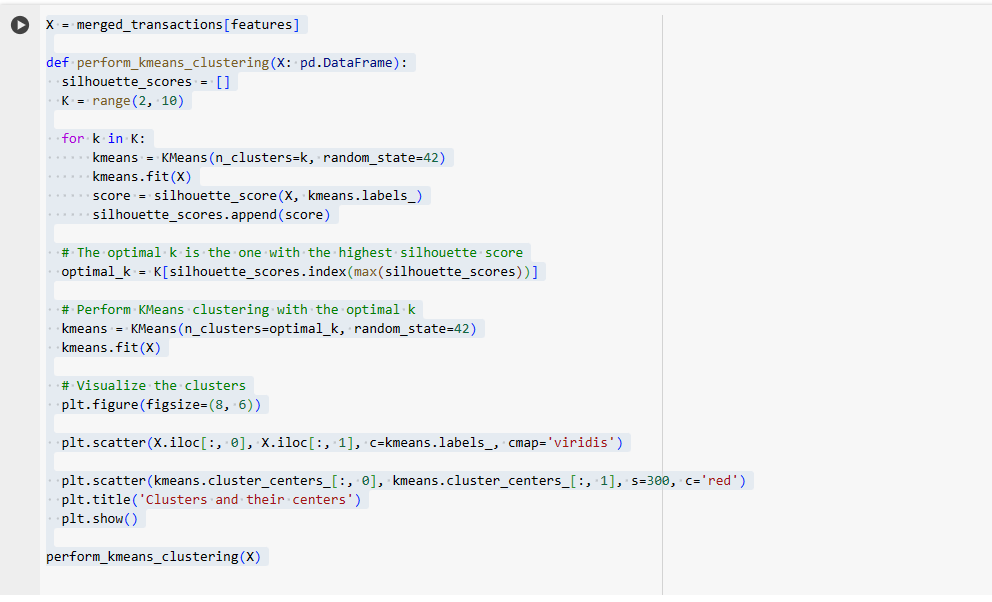 X = merged_transactions[features]
def perform_kmeans_clustering(X: pd.DataFrame):
  silhouette_scores = []
  K = range(2, 10)
  for k in K:
      kmeans = KMeans(n_clusters=k, random_state=42)
      kmeans.fit(X)
      score = silhouette_score(X, kmeans.labels_)
      silhouette_scores.append(score)
  # The optimal k is the one with the highest silhouette score
  optimal_k = K[silhouette_scores.index(max(silhouette_scores))]
  # Perform KMeans clustering with the optimal k
  kmeans = KMeans(n_clusters=optimal_k, random_state=42)
  kmeans.fit(X)
  # Visualize the clusters
  plt.figure(figsize=(8, 6))
  plt.scatter(X.iloc[:, 0], X.iloc[:, 1], c=kmeans.labels_, cmap='viridis')
  plt.scatter(kmeans.cluster_centers_[:, 0], kmeans.cluster_centers_[:, 1], s=300, c='red')
  plt.title('Clusters and their centers')
  plt.show()
perform_kmeans_clustering(X)